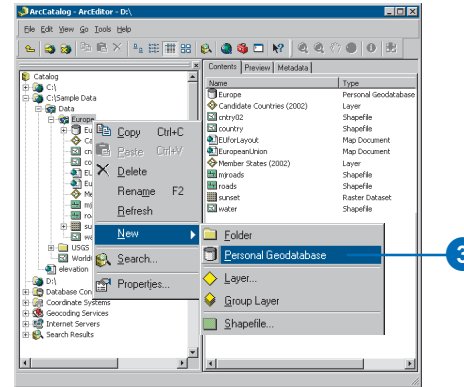 ArcCatalog - ArcEditor - D:\
File Edit View Go Tools Help
Contents Preview Metadata
Catalog
C:\
C:\Sample Data
Data
Europe
USGS
elevation
D:\
Coordinate Systems
Geocoding Services
Internet Servers
Search Results
Name Type
Europe Personal Geodatabase
Candidate Countries (2002) Layer
cntry02 Shapefile
country Shapefile
EUforLayout Map Document
EuropeanUnion Map Document
Member States (2002) Layer
mjroads Shapefile
roads Shapefile
sunset Raster Dataset
water Shapefile
Copy Ctrl+C
Paste Ctrl+V
Delete
Rename F2
Refresh
New
Search...
Properties...
Folder
Personal Geodatabase
Layer...
Group Layer
Shapefile...
3